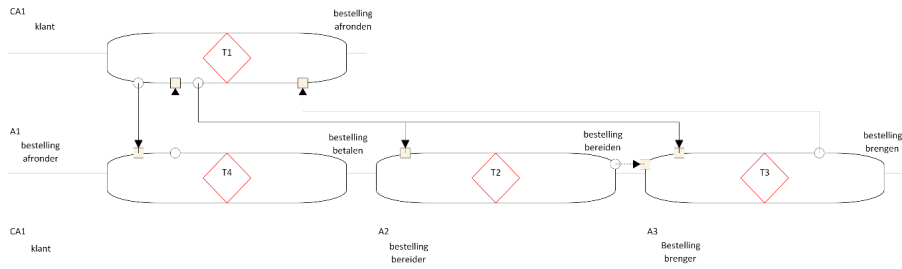 CA1
klant
bestelling
afronden
T1
A1
bestelling
afronder
bestelling
betalen
T4
bestelling
bereiden
T2
bestelling
brengen
T3
CA1
klant
A2
bestelling
bereider
A3
Bestelling
brenger